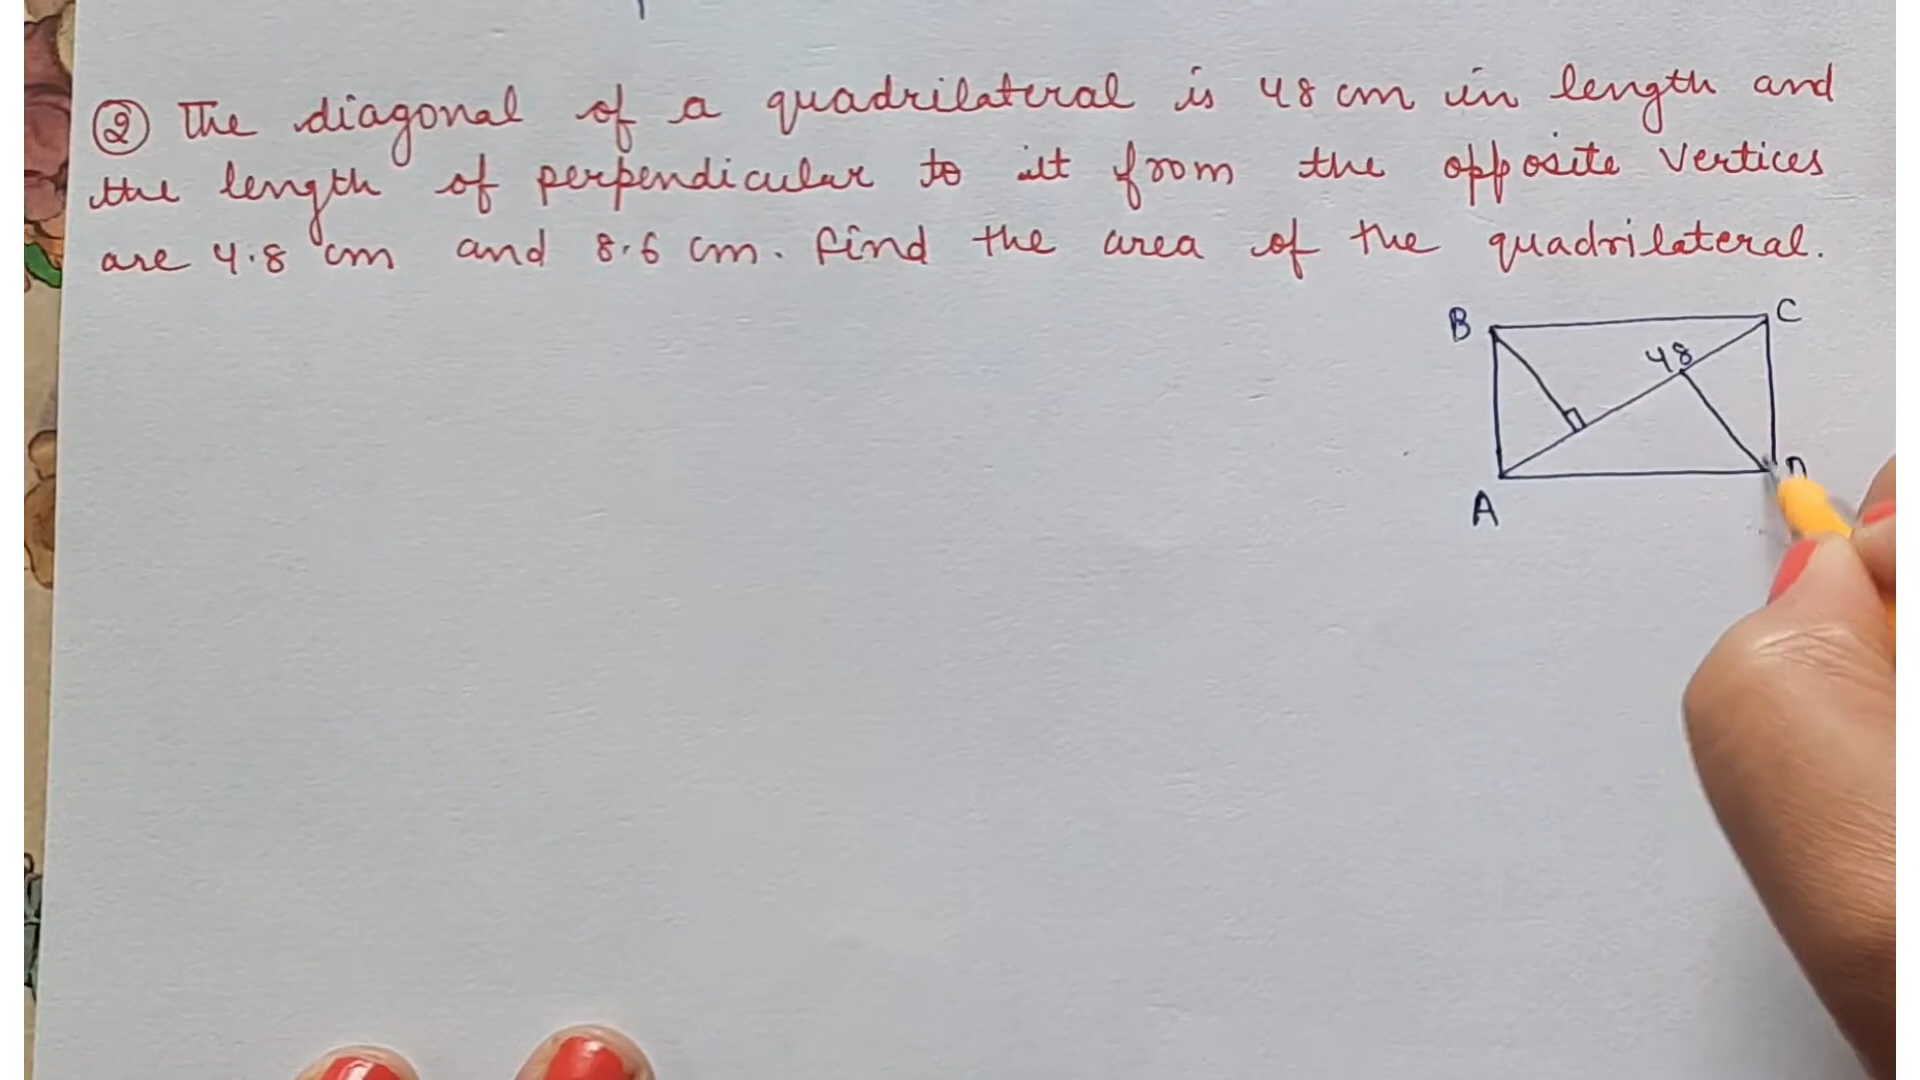 ② The diagonal of a quadrilateral is 48 cm in length and
the length of perpendicular to it from the opposite vertices
are 4.8 cm and 8.6 cm. Find the area of the quadrilateral.
B C
48
D
A